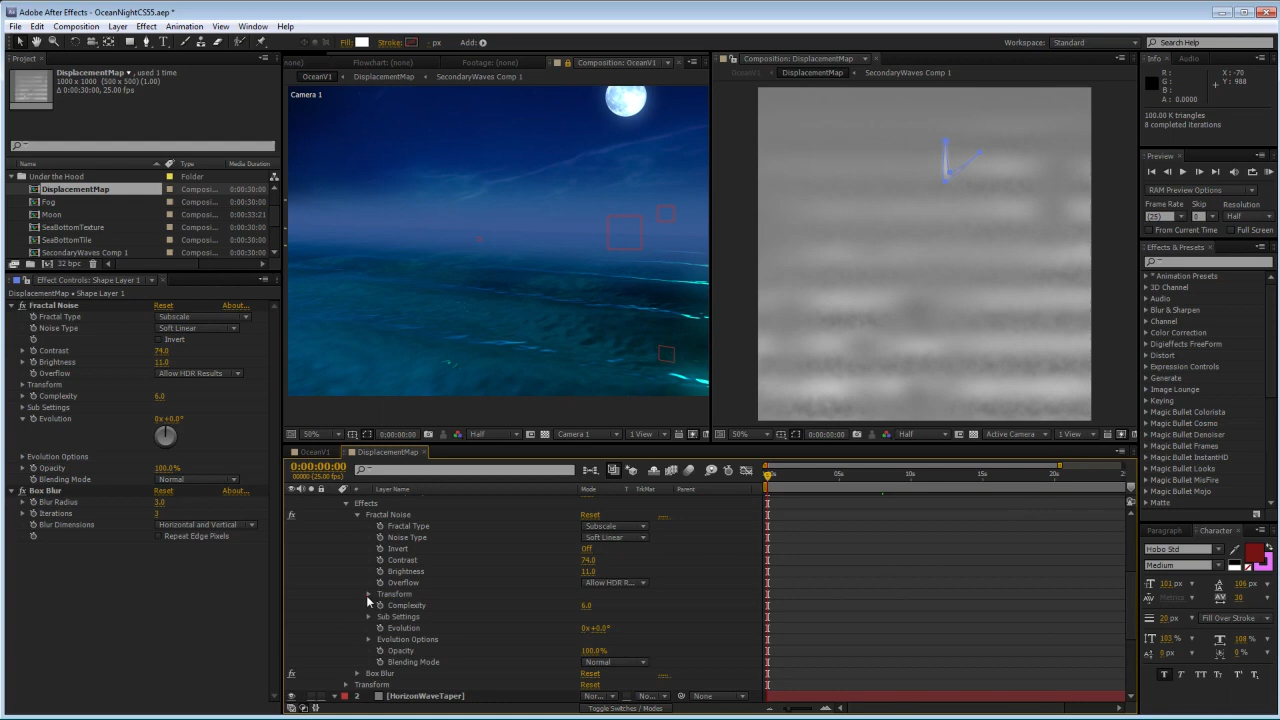 Adobe After Effects - OceanNightCS55.aep *
File Edit Composition Layer Effect Animation View Window Help
Fill: Stroke: px Add:
Workspace: Standard
Search Help
Project
DisplacementMap , used 1 time
1000 x 1000 (500 x 500) (1.00)
Δ 0:00:30:00, 25.00 fps
Name Type Media Duration
Under the Hood Folder
DisplacementMap Composi... 0:00:30:00
Fog Composi... 0:00:30:00
Moon Composi... 0:00:33:21
SeaBottomTexture Composi... 0:00:30:00
SeaBottomTile Composi... 0:00:30:00
SecondaryWaves Comp 1 Composi... 0:00:30:00
32 bpc
Effect Controls: Shape Layer 1
DisplacementMap • Shape Layer 1
Fractal Noise Reset About...
Fractal Type Subscale
Noise Type Soft Linear
Invert
Contrast 74.0
Brightness 11.0
Overflow Allow HDR Results
Transform
Complexity 6.0
Sub Settings
Evolution 0x+0.0°
Evolution Options
Opacity 100.0%
Blending Mode Normal
Box Blur Reset About...
Blur Radius 3.0
Iterations 3
Blur Dimensions Horizontal and Vertical
Repeat Edge Pixels
none) Flowchart: (none) Footage: (none) Composition: OceanV1
OceanV1 DisplacementMap SecondaryWaves Comp 1
Camera 1
50% 0:00:00:00 Half Camera 1 1 View
Composition: DisplacementMap
OceanV1 DisplacementMap SecondaryWaves Comp 1
50% 0:00:00:00 Half Active Camera 1 View
OceanV1 DisplacementMap
0:00:00:00
00000 (25.00 fps)
05s 10s 15s 20s
# Layer Name Mode T TrkMat Parent
Effects
Fractal Noise Reset
Fractal Type Subscale
Noise Type Soft Linear
Invert Off
Contrast 74.0
Brightness 11.0
Overflow Allow HDR R...
Transform
Complexity 6.0
Sub Settings
Evolution 0x+0.0°
Evolution Options
Opacity 100.0%
Blending Mode Normal
Box Blur Reset
Transform Reset
2 [HorizonWaveTaper] Nor... No... None
Toggle Switches / Modes
Info Audio
R : X: -70
G : Y: 988
B :
A : 0.0000
100.00 K triangles
8 completed iterations
Preview
RAM Preview Options
Frame Rate Skip Resolution
(25) 0 Half
From Current Time Full Screen
Effects & Presets
* Animation Presets
3D Channel
Audio
Blur & Sharpen
Channel
Color Correction
Digieffects FreeForm
Distort
Expression Controls
Generate
Image Lounge
Keying
Magic Bullet Colorista
Magic Bullet Cosmo
Magic Bullet Denoiser
Magic Bullet Frames
Magic Bullet InstantHD
Magic Bullet Looks
Magic Bullet MisFire
Magic Bullet Mojo
Matte
Paragraph Character
Hobo Std
Medium
101 px 106 px
Metrics 30
20 px Fill Over Stroke
103 % 108 %
0 px 0 %
T T TT Tr T¹ T₁